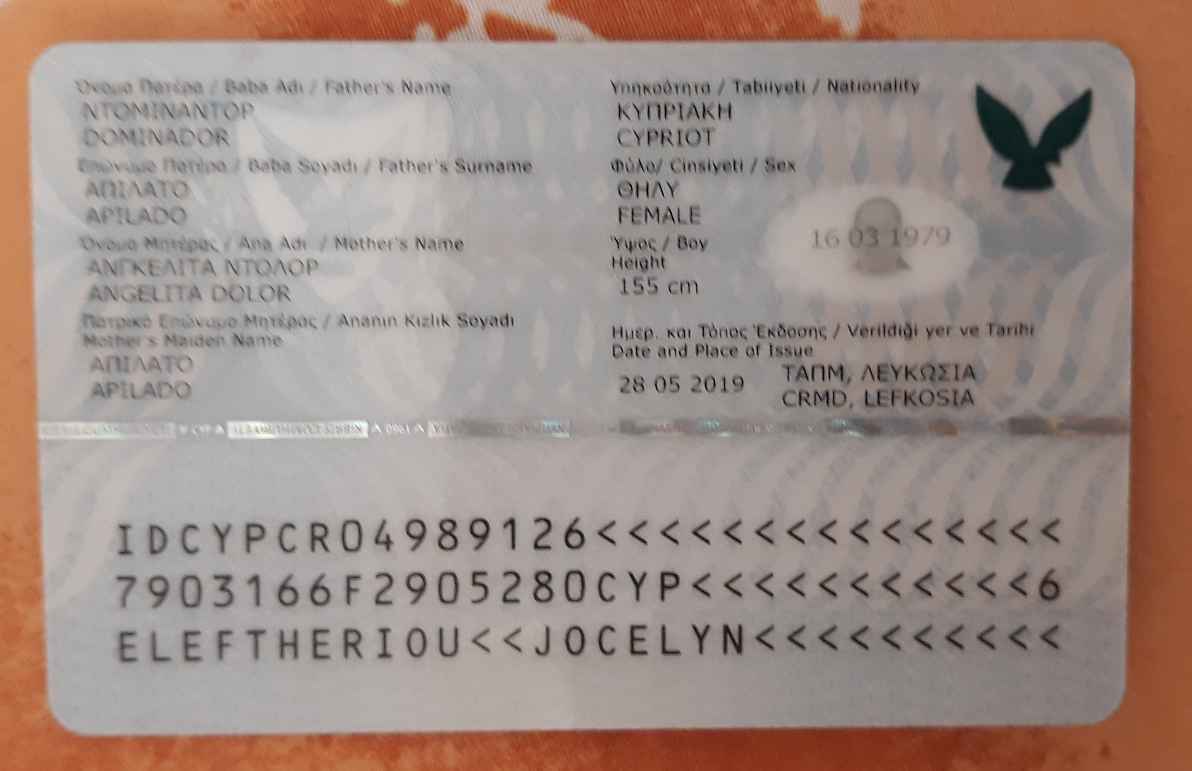 Όνομα Πατέρα / Baba Adı / Father's Name
ΝΤΟΜΙΝΑΝΤΟΡ
DOMINADOR
Επώνυμο Πατέρα / Baba Soyadı / Father's Surname
ΑΠΙΛΑΤΟ
APILADO
Όνομα Μητέρας / Ana Adı / Mother's Name
ΑΝΓΚΕΛΙΤΑ ΝΤΟΛΟΡ
ANGELITA DOLOR
Πατρικό Επώνυμο Μητέρας / Ananın Kızlık Soyadı
Mother's Maiden Name
ΑΠΙΛΑΤΟ
APILADO
Υπηκοότητα / Tabiiyeti / Nationality
ΚΥΠΡΙΑΚΗ
CYPRIOT
Φύλο/ Cinsiyeti / Sex
ΘΗΛΥ
FEMALE
Ύψος / Boy
Height
155 cm
16 03 1979
Ημερ. και Τόπος Έκδοσης / Verildiği yer ve Tarihi
Date and Place of Issue
28 05 2019
ΤΑΠΜ, ΛΕΥΚΩΣΙΑ
CRMD, LEFKOSIA
IDCYPCR04989126<<<<<<<<<<<<<<<
7903166F2905280CYP<<<<<<<<<<<6
ELEFTHERIOU<<JOCELYN<<<<<<<<<<